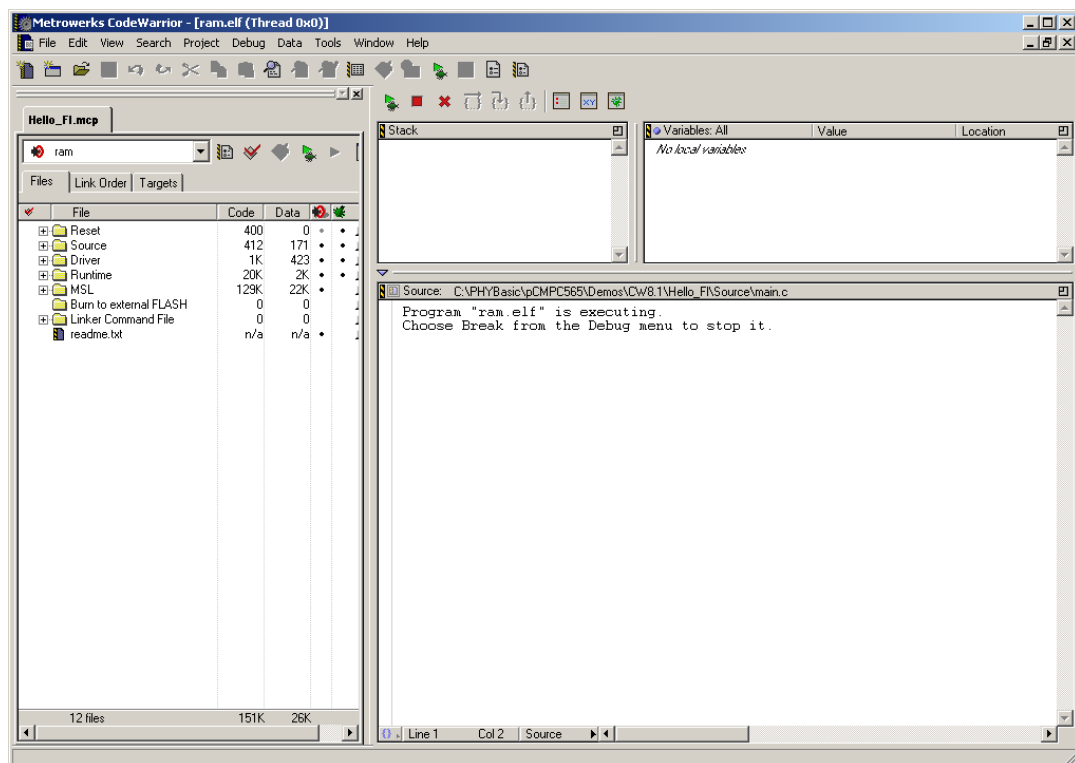 Metrowerks CodeWarrior - [ram.elf (Thread 0x0)]
File Edit View Search Project Debug Data Tools Window Help
Hello_FI.mcp
ram
Files Link Order Targets
File Code Data
Reset 400 0
Source 412 171
Driver 1K 423
Runtime 20K 2K
MSL 129K 22K
Burn to external FLASH 0 0
Linker Command File 0 0
readme.txt n/a n/a
12 files 151K 26K
Stack
Variables: All Value Location
No local variables
Source: C:\PHYBasic\pCMPC565\Demos\CW8.1\Hello_FI\Source\main.c
Program "ram.elf" is executing.
Choose Break from the Debug menu to stop it.
Line 1 Col 2 Source